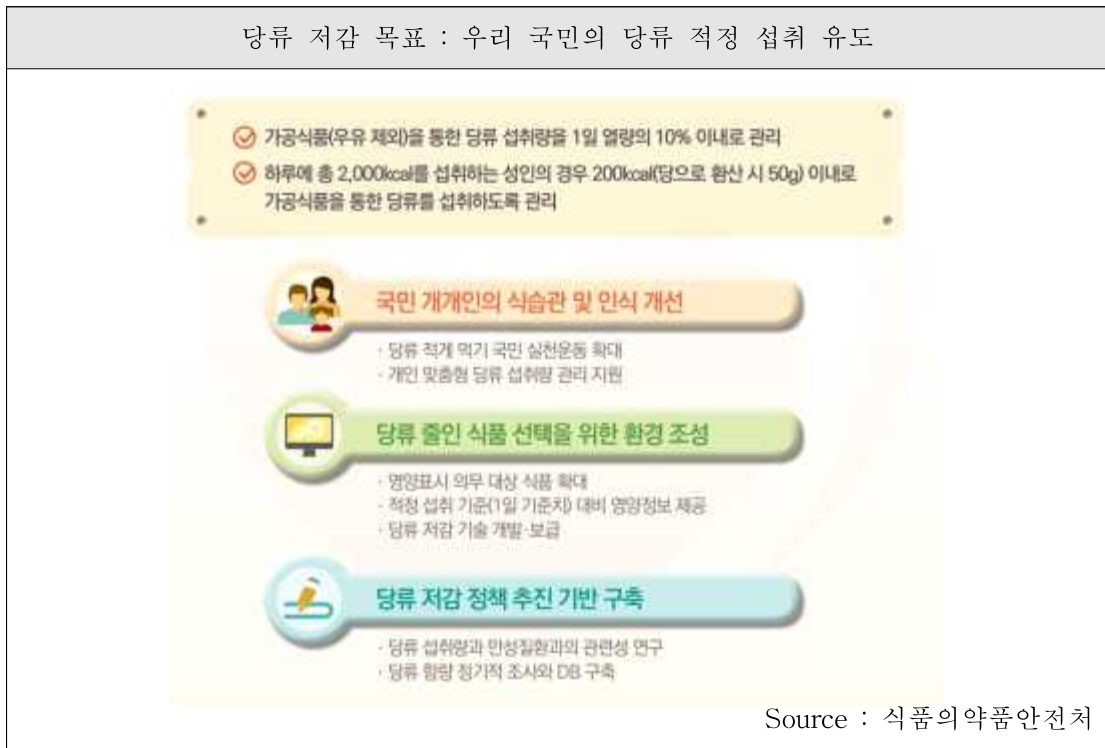 당류 저감 목표 : 우리 국민의 당류 적정 섭취 유도
가공식품(우유 제외)을 통한 당류 섭취량을 1일 열량의 10% 이내로 관리
하루에 총 2,000kcal를 섭취하는 성인의 경우 200kcal(당으로 환산 시 50g) 이내로
가공식품을 통한 당류를 섭취하도록 관리
국민 개개인의 식습관 및 인식 개선
· 당류 적게 먹기 국민 실천운동 확대
· 개인 맞춤형 당류 섭취량 관리 지원
당류 줄인 식품 선택을 위한 환경 조성
· 영양표시 의무 대상 식품 확대
· 적정 섭취 기준(1일 기준치) 대비 영양정보 제공
· 당류 저감 기술 개발·보급
당류 저감 정책 추진 기반 구축
· 당류 섭취량과 만성질환과의 관련성 연구
· 당류 함량 정기적 조사와 DB 구축
Source : 식품의약품안전처